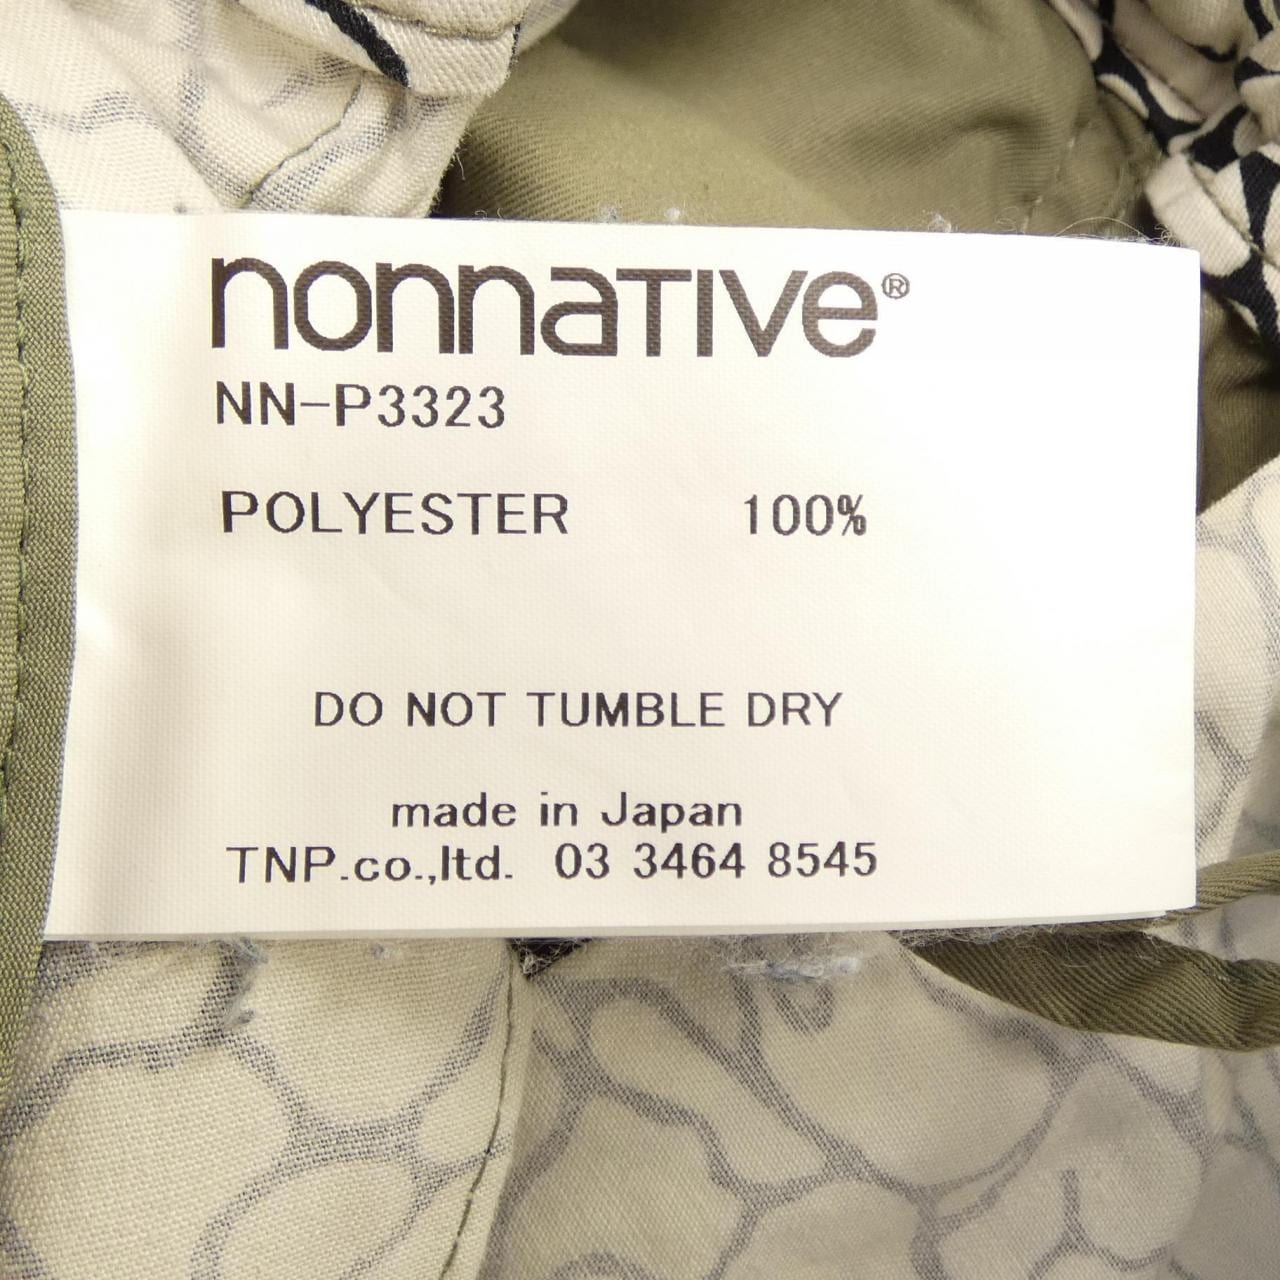 nonnative®
NN-P3323
POLYESTER 100%
DO NOT TUMBLE DRY
made in Japan
TNP.co.,ltd. 03 3464 8545